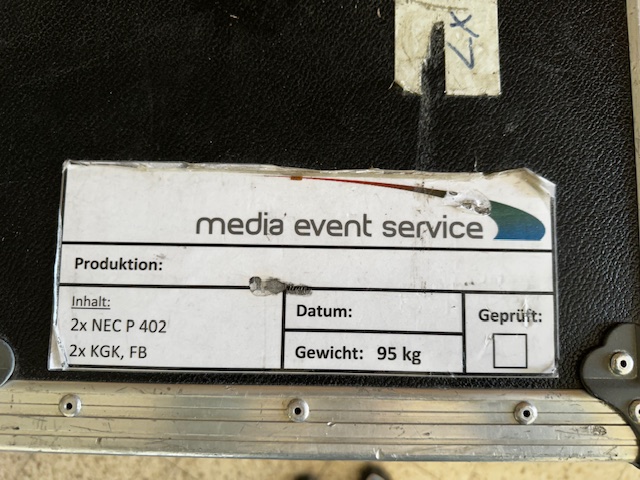 media event service
Produktion:
Inhalt:
2x NEC P 402
2x KGK, FB
Datum:
Gewicht: 95 kg
Geprüft: